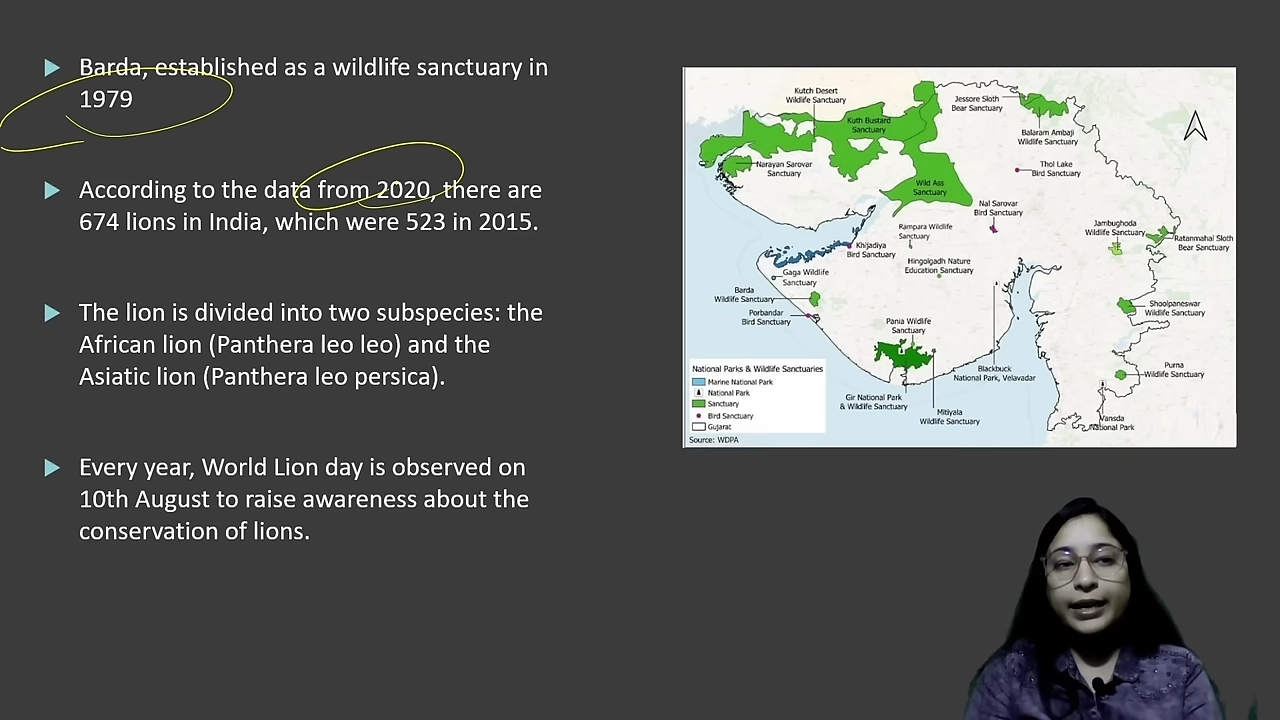 Barda, established as a wildlife sanctuary in
1979
According to the data from 2020, there are
674 lions in India, which were 523 in 2015.
The lion is divided into two subspecies: the
African lion (Panthera leo leo) and the
Asiatic lion (Panthera leo persica).
Every year, World Lion day is observed on
10th August to raise awareness about the
conservation of lions.
Kutch Desert
Wildlife Sanctuary
Jessore Sloth
Bear Sanctuary
Kuth Bustard
Sanctuary
Balaram Ambaji
Wildlife Sanctuary
Narayan Sarovar
Sanctuary
Thol Lake
Bird Sanctuary
Wild Ass
Sanctuary
Nal Sarovar
Bird Sanctuary
Rampara Wildlife
Sanctuary
Jambughoda
Wildlife Sanctuary
Ratanmahal Sloth
Bear Sanctuary
Khijadiya
Bird Sanctuary
Hingolgadh Nature
Education Sanctuary
Gaga Wildlife
Sanctuary
Barda
Wildlife Sanctuary
Porbandar
Bird Sanctuary
Shoolpaneswar
Wildlife Sanctuary
Pania Wildlife
Sanctuary
Blackbuck
National Park, Velavadar
Purna
Wildlife Sanctuary
Gir National Park
& Wildlife Sanctuary
Mitiyala
Wildlife Sanctuary
Vansda
National Park
National Parks & Wildlife Sanctuaries
Marine National Park
National Park
Sanctuary
Bird Sanctuary
Gujarat
Source: WDPA